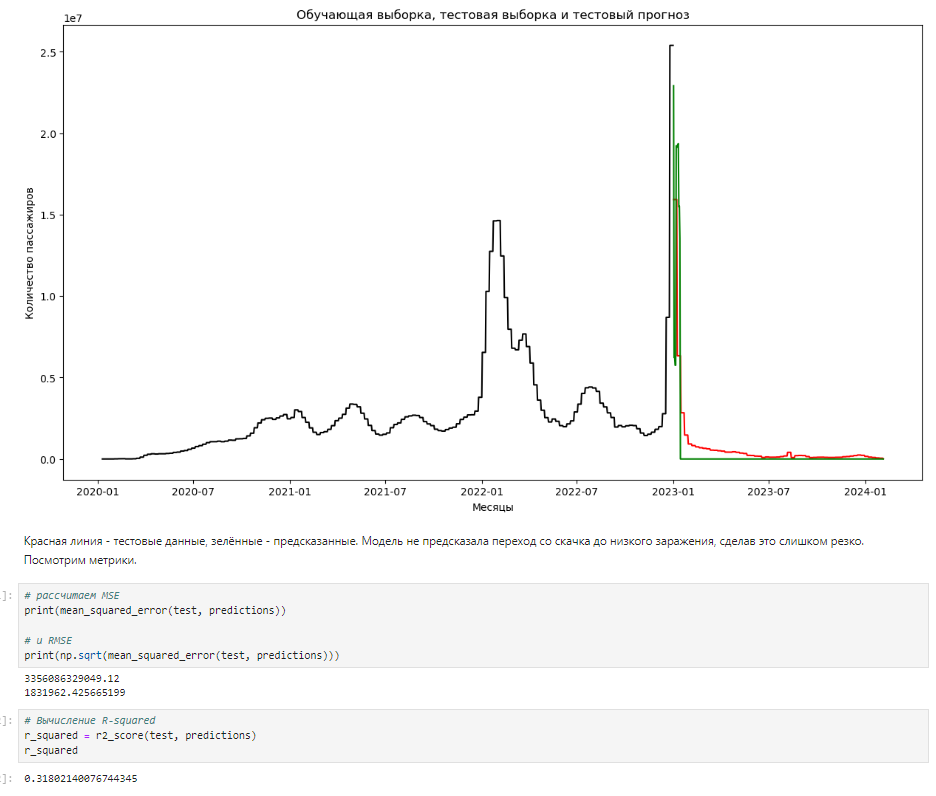 Обучающая выборка, тестовая выборка и тестовый прогноз
1e7
2.5
2.0
1.5
1.0
0.5
0.0
Количество пассажиров
2020-01 2020-07 2021-01 2021-07 2022-01 2022-07 2023-01 2023-07 2024-01
Месяцы
Красная линия - тестовые данные, зелённые - предсказанные. Модель не предсказала переход со скачка до низкого заражения, сделав это слишком резко.
Посмотрим метрики.
]: # рассчитаем MSE
print(mean_squared_error(test, predictions))
# и RMSE
print(np.sqrt(mean_squared_error(test, predictions)))
3356086329049.12
1831962.425665199
]: # Вычисление R-squared
r_squared = r2_score(test, predictions)
r_squared
]: 0.31802140076744345